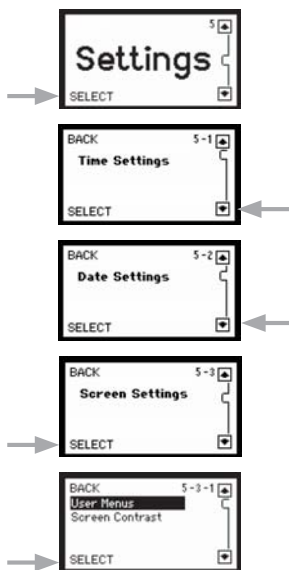 5
Settings
SELECT
BACK 5-1
Time Settings
SELECT
BACK 5-2
Date Settings
SELECT
BACK 5-3
Screen Settings
SELECT
BACK 5-3-1
User Menus
Screen Contrast
SELECT